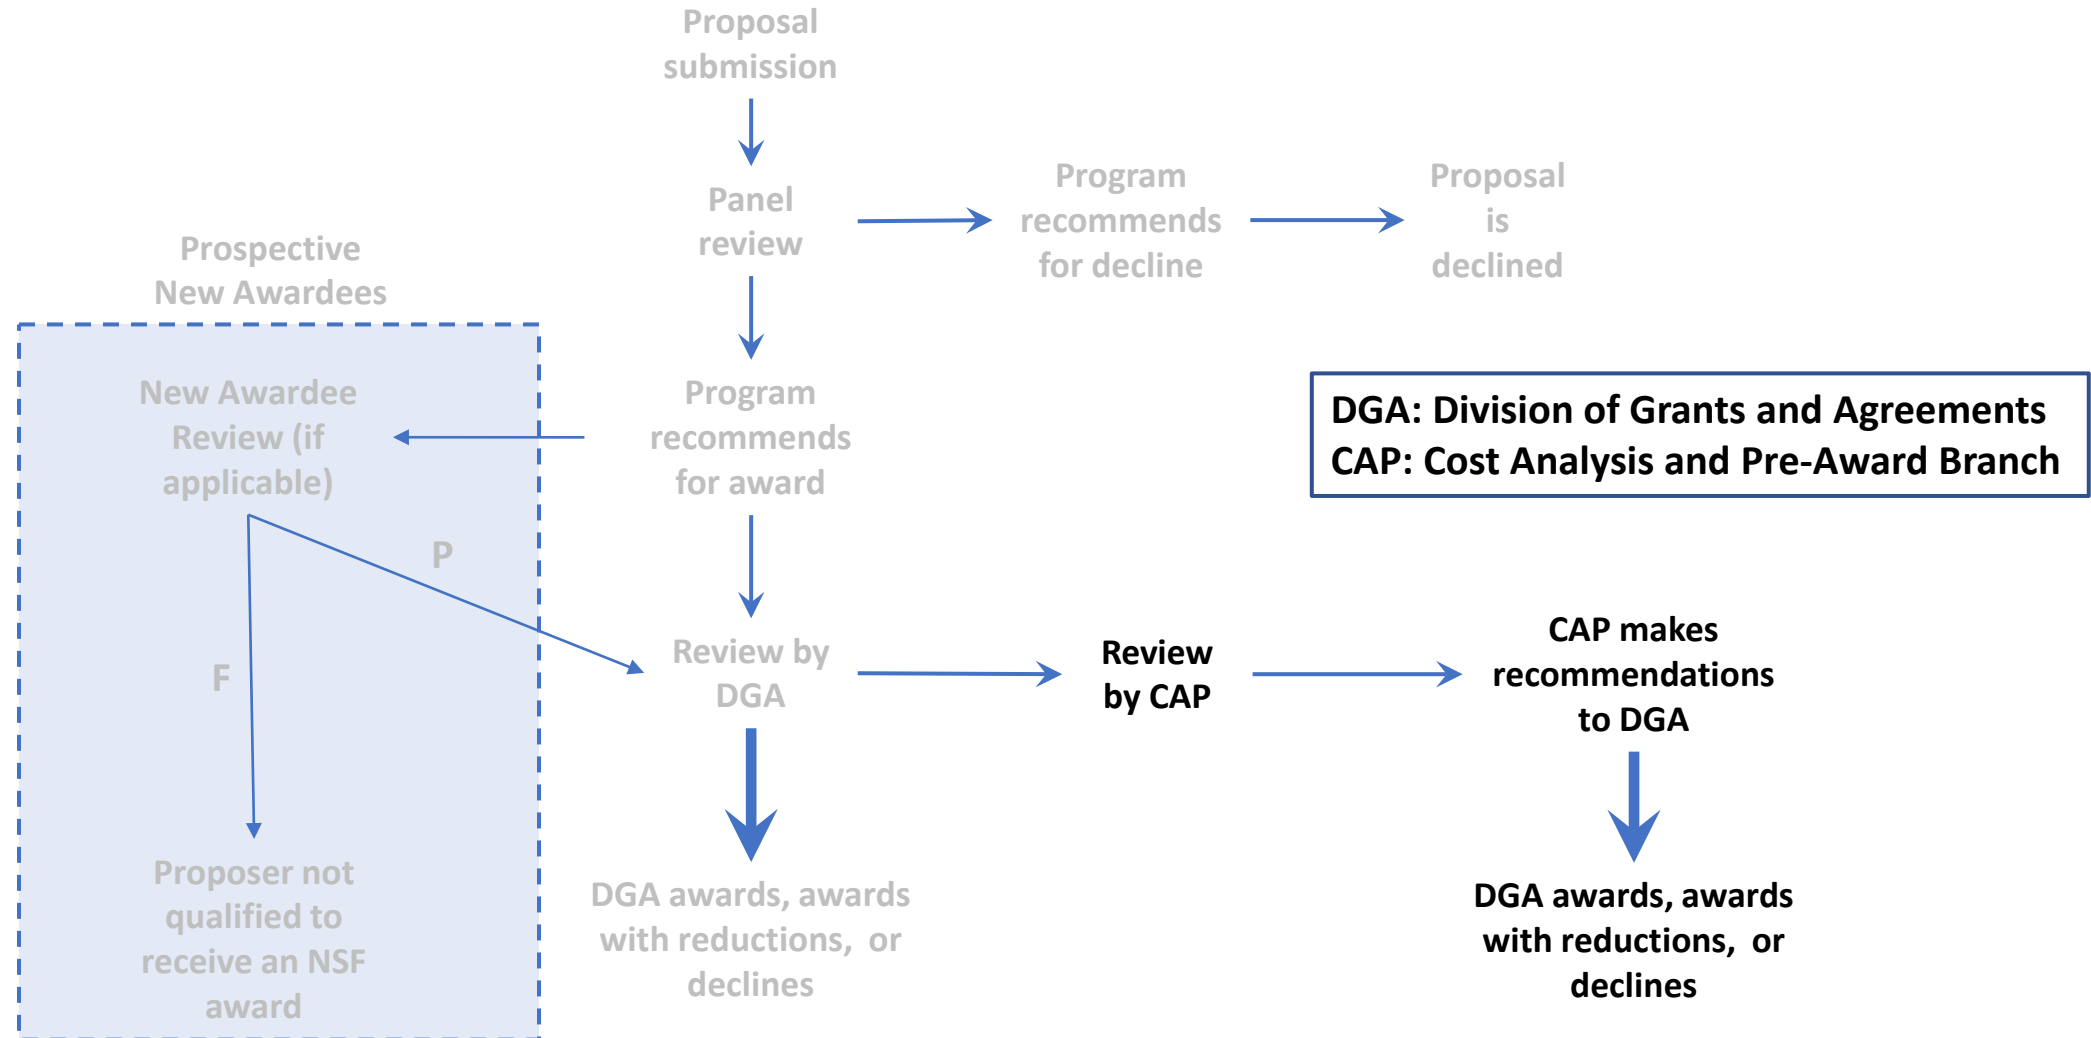 Proposal
submission
Panel
review
Program
recommends
for decline
Proposal
is
declined
Prospective
New Awardees
New Awardee
Review (if
applicable)
Program
recommends
for award
DGA: Division of Grants and Agreements
CAP: Cost Analysis and Pre-Award Branch
P
F
Review by
DGA
Review
by CAP
CAP makes
recommendations
to DGA
Proposer not
qualified to
receive an NSF
award
DGA awards, awards
with reductions, or
declines
DGA awards, awards
with reductions, or
declines